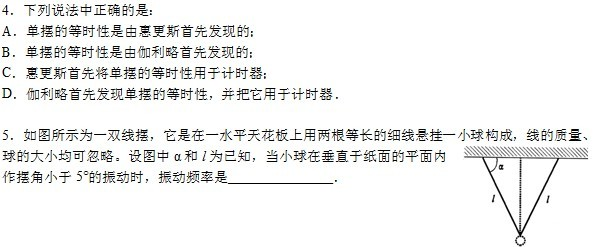 4．下列说法中正确的是:
A．单摆的等时性是由惠更斯首先发现的;
B．单摆的等时性是由伽利略首先发现的;
C．惠更斯首先将单摆的等时性用于计时器;
D．伽利略首先发现单摆的等时性，并把它用于计时器．
5．如图所示为一双线摆，它是在一水平天花板上用两根等长的细线悬挂一小球构成，线的质量、
球的大小均可忽略。设图中 α 和 l 为已知，当小球在垂直于纸面的平面内
作摆角小于 5°的振动时，振动频率是_______________．
α
l l